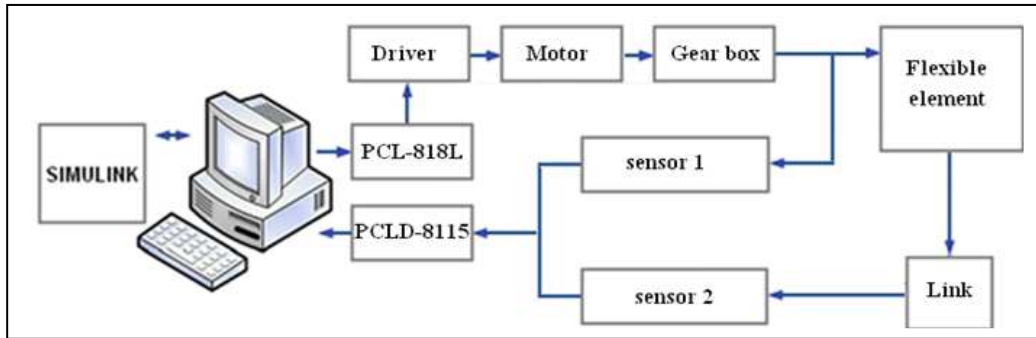 Driver
Motor
Gear box
Flexible
element
SIMULINK
PCL-818L
sensor 1
PCLD-8115
sensor 2
Link